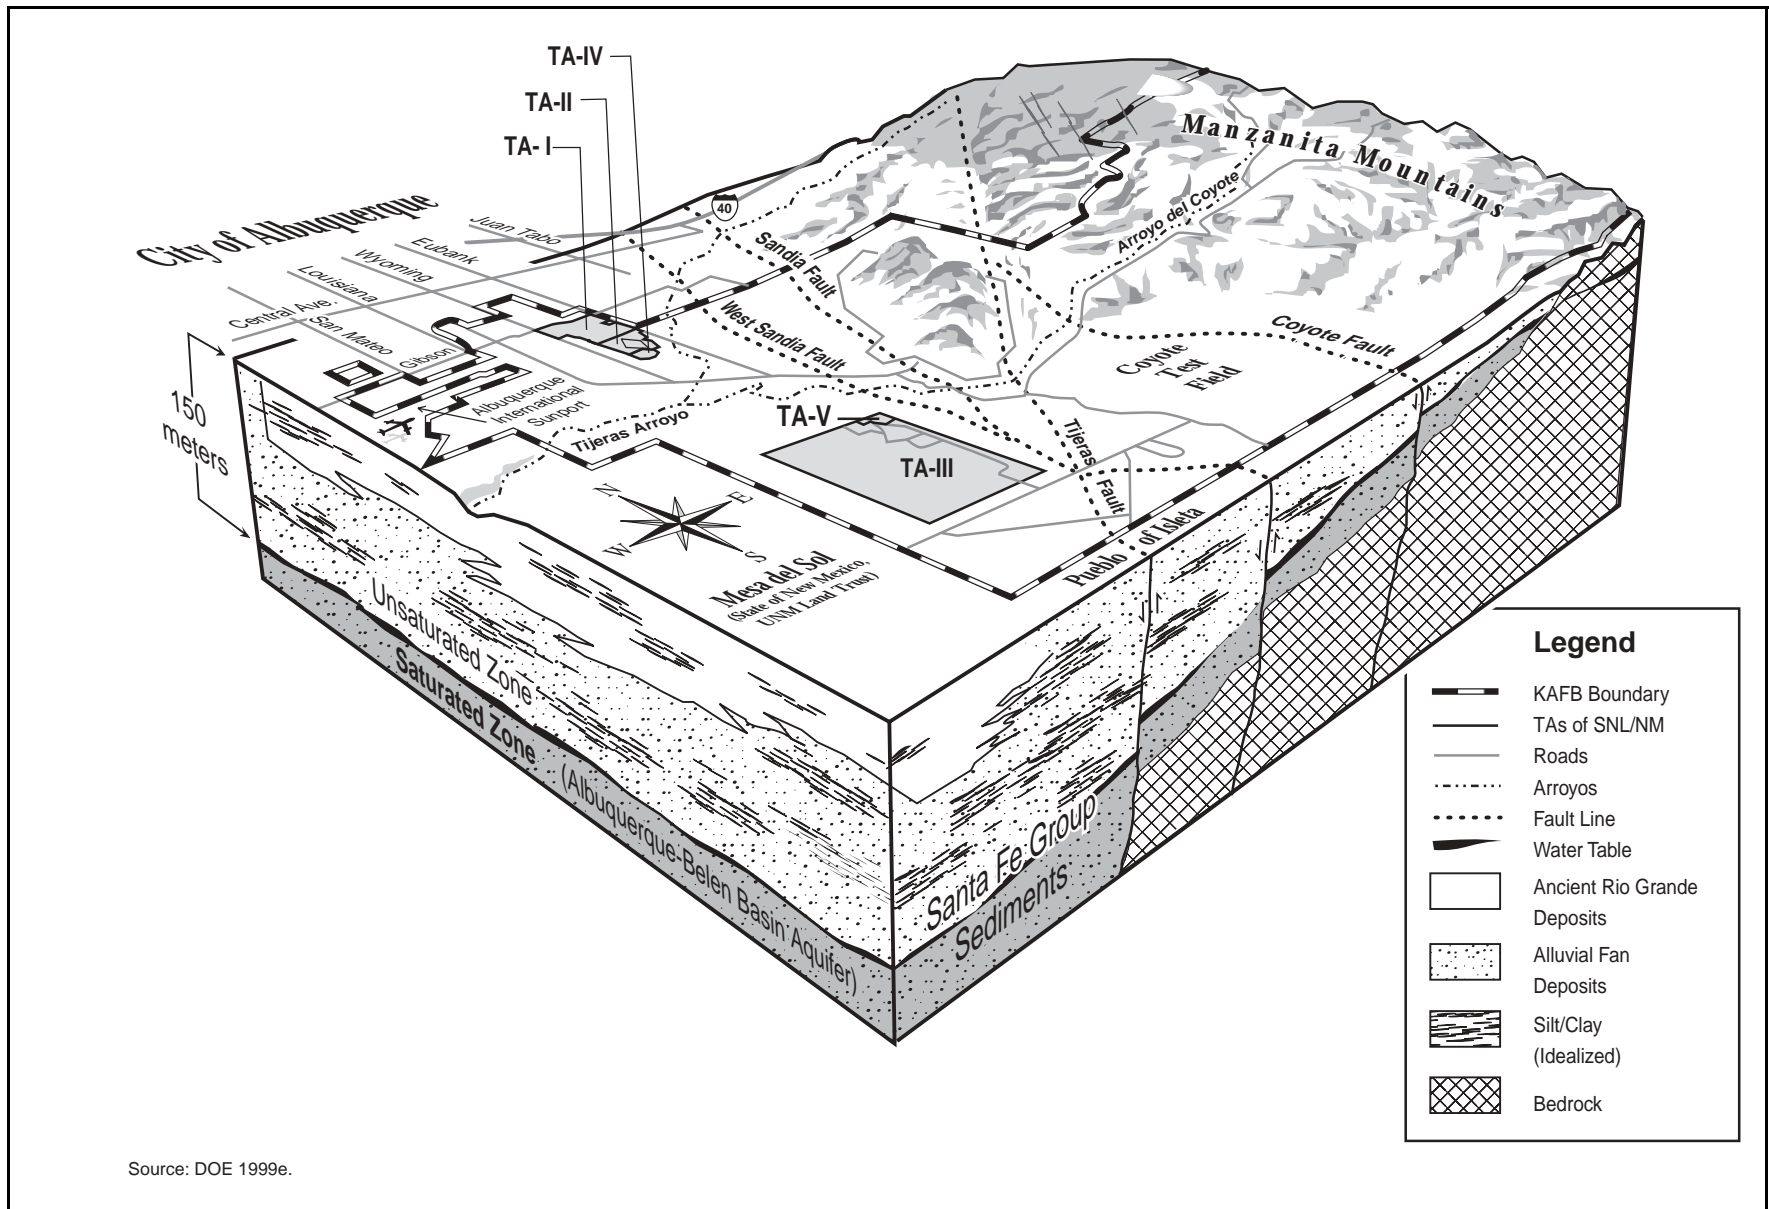 TA-IV
TA-II
TA- I
City of Albuquerque
Juan Tabo
Eubank
Wyoming
Louisiana
Central Ave.
San Mateo
Gibson
40
Sandia Fault
West Sandia Fault
Manzanita Mountains
Arroyo del Coyote
Coyote Fault
Coyote
Test
Field
Albuquerque
International
Sunport
Tijeras Arroyo
TA-V
TA-III
Tijeras
Fault
150
meters
N
E
W
S
Mesa del Sol
(State of New Mexico,
UNM Land Trust)
Pueblo of Isleta
Unsaturated Zone
Saturated Zone
(Albuquerque-Belen Basin Aquifer)
Santa Fe Group
Sediments
Legend
KAFB Boundary
TAs of SNL/NM
Roads
Arroyos
Fault Line
Water Table
Ancient Rio Grande
Deposits
Alluvial Fan
Deposits
Silt/Clay
(Idealized)
Bedrock
Source: DOE 1999e.